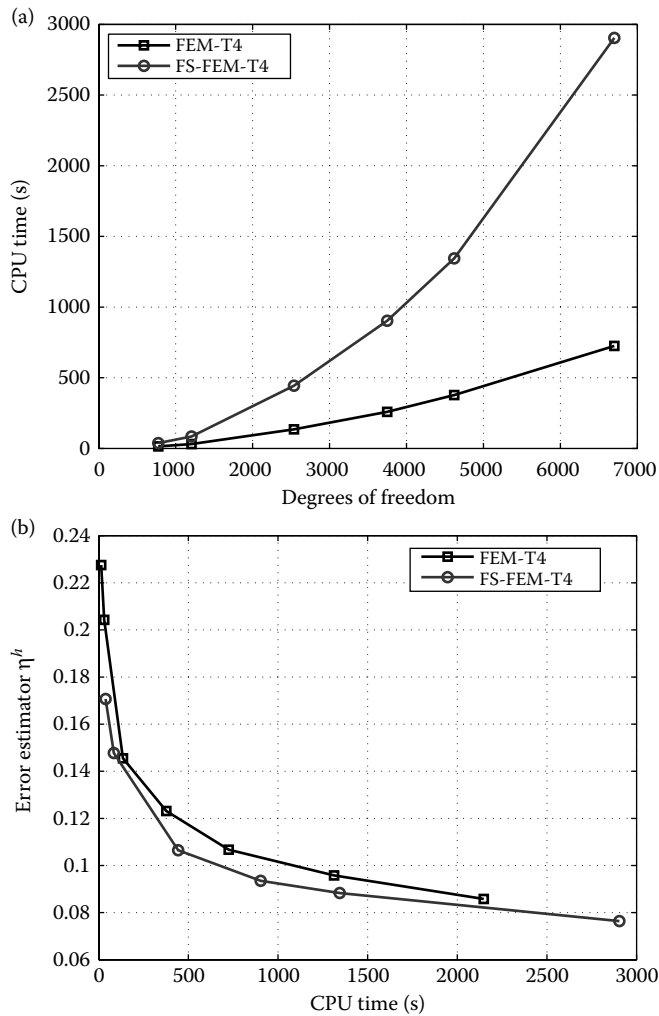 (a)
3000
2500
2000
1500
1000
500
0
CPU time (s)
FEM-T4
FS-FEM-T4
0 1000 2000 3000 4000 5000 6000 7000
Degrees of freedom
(b)
0.24
0.22
0.2
0.18
0.16
0.14
0.12
0.1
0.08
0.06
Error estimator ηʰ
FEM-T4
FS-FEM-T4
0 500 1000 1500 2000 2500 3000
CPU time (s)